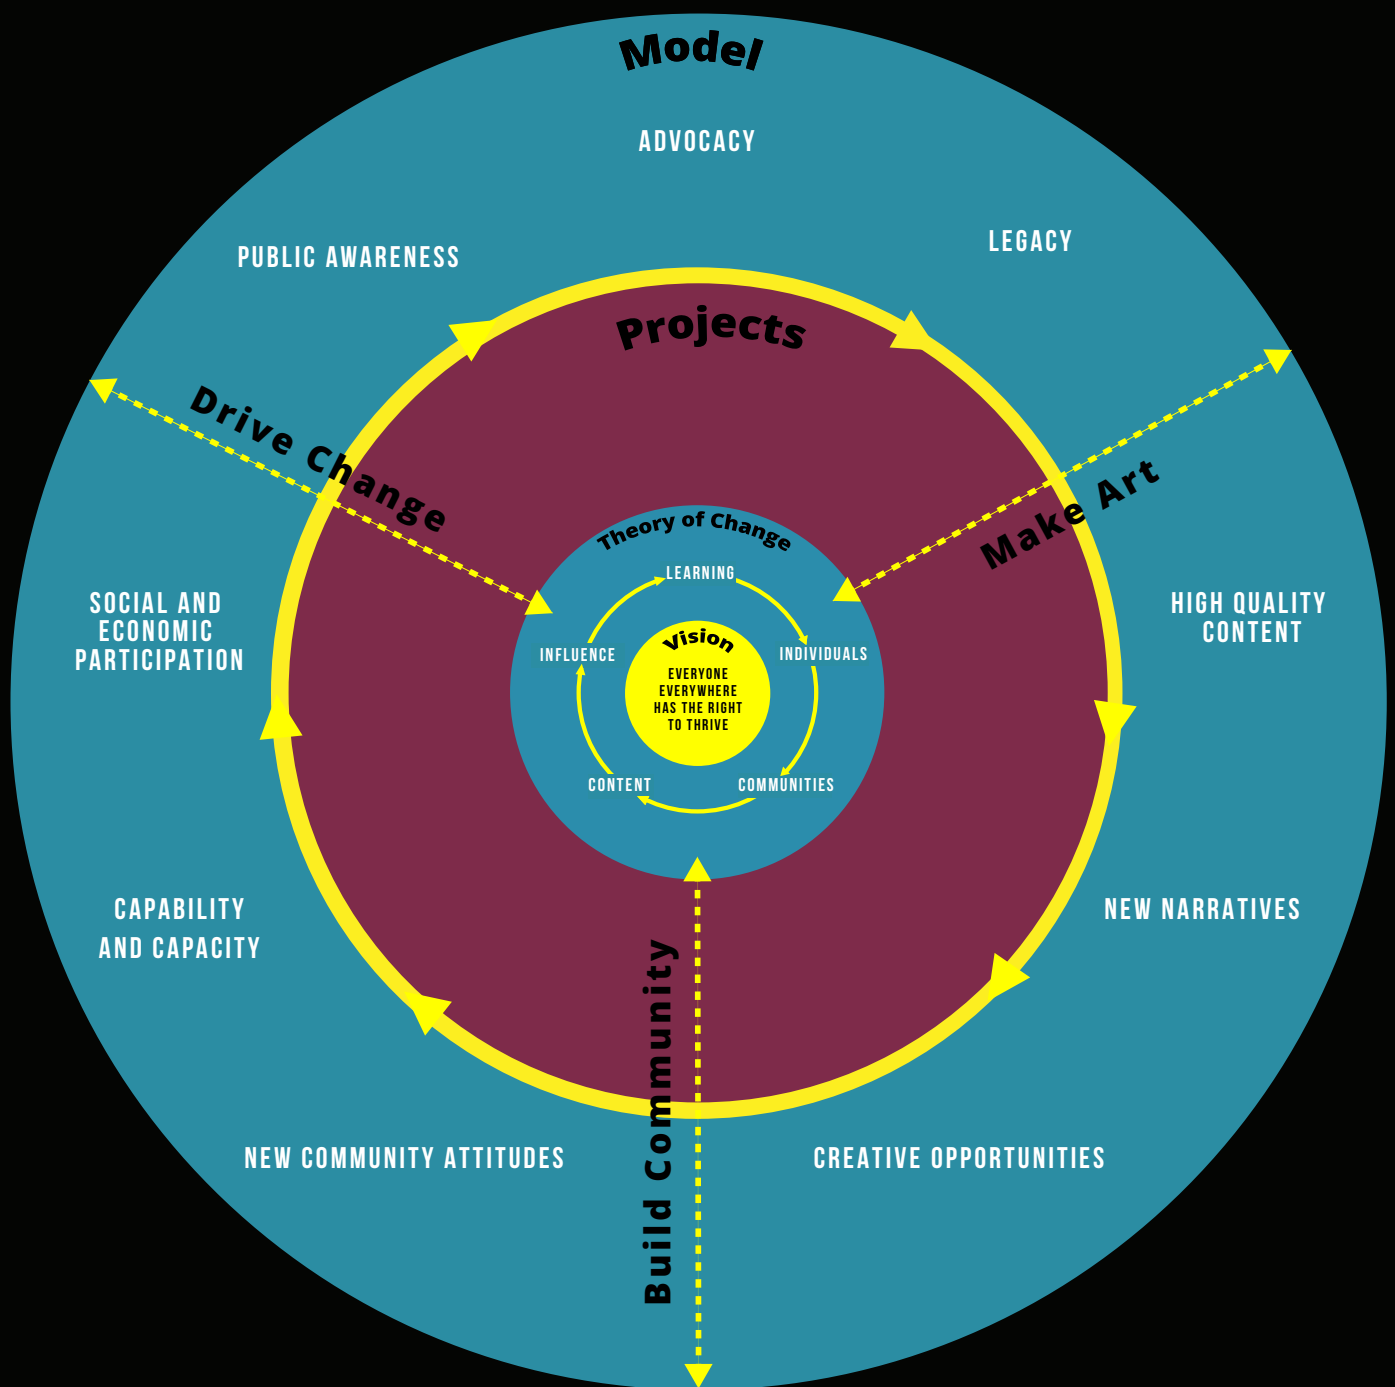 Model
ADVOCACY
PUBLIC AWARENESS
LEGACY
Projects
Drive Change
Make Art
Theory of Change
LEARNING
INFLUENCE
INDIVIDUALS
Vision
EVERYONE
EVERYWHERE
HAS THE RIGHT
TO THRIVE
CONTENT
COMMUNITIES
SOCIAL AND
ECONOMIC
PARTICIPATION
HIGH QUALITY
CONTENT
CAPABILITY
AND CAPACITY
NEW NARRATIVES
Build Community
NEW COMMUNITY ATTITUDES
CREATIVE OPPORTUNITIES